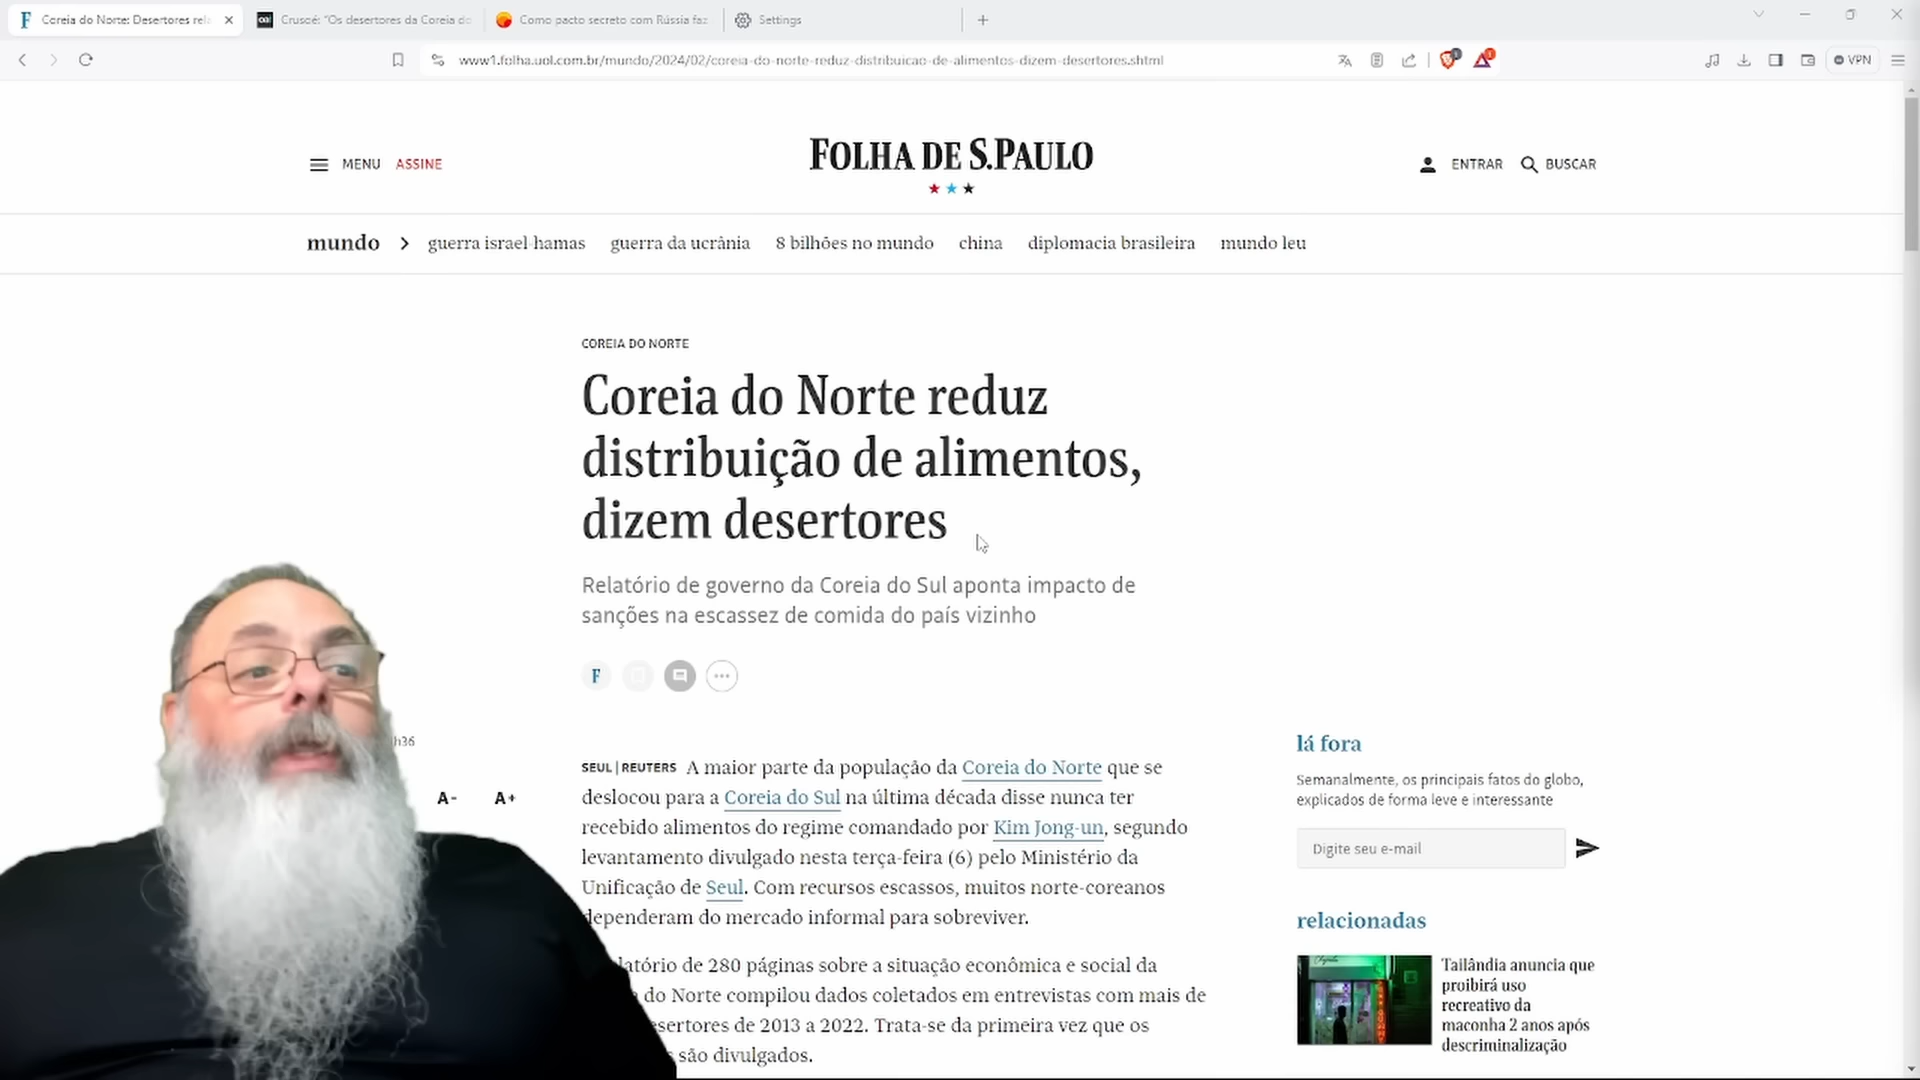 Coreia do Norte: Desertores rel
Crusoé: "Os desertores da Coreia do
Como pacto secreto com Rússia faz
Settings
www1.folha.uol.com.br/mundo/2024/02/coreia-do-norte-reduz-distribuicao-de-alimentos-dizem-desertores.shtml
VPN
MENU ASSINE
FOLHA DE S.PAULO
ENTRAR BUSCAR
mundo guerra israel-hamas guerra da ucrânia 8 bilhões no mundo china diplomacia brasileira mundo leu
COREIA DO NORTE
Coreia do Norte reduz
distribuição de alimentos,
dizem desertores
Relatório de governo da Coreia do Sul aponta impacto de
sanções na escassez de comida do país vizinho
F
h36
A- A+
SEUL | REUTERS A maior parte da população da Coreia do Norte que se
deslocou para a Coreia do Sul na última década disse nunca ter
recebido alimentos do regime comandado por Kim Jong-un, segundo
levantamento divulgado nesta terça-feira (6) pelo Ministério da
Unificação de Seul. Com recursos escassos, muitos norte-coreanos
dependeram do mercado informal para sobreviver.
latório de 280 páginas sobre a situação econômica e social da
do Norte compilou dados coletados em entrevistas com mais de
esertores de 2013 a 2022. Trata-se da primeira vez que os
são divulgados.
lá fora
Semanalmente, os principais fatos do globo,
explicados de forma leve e interessante
Digite seu e-mail
relacionadas
Tailândia anuncia que
proibirá uso
recreativo da
maconha 2 anos após
descriminalização